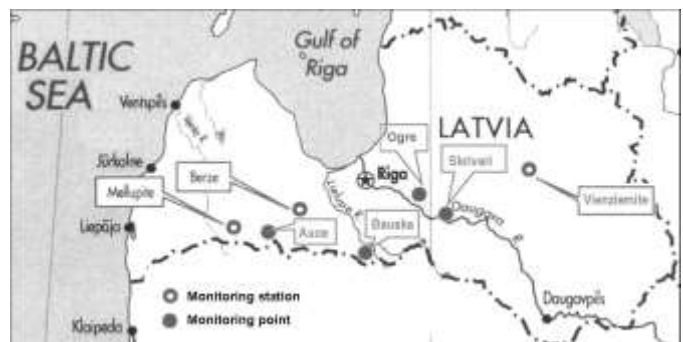 BALTIC
SEA
Gulf of
Riga
Ventspils
Ogre
LATVIA
Skriveri
Jūrkalne
Berze
Riga
Mellupite
Lielupe R.
Vienziemite
Liepāja
Auce
Bauska
Daugava R.
Monitoring station
Daugavpils
Klaipeda
Monitoring point